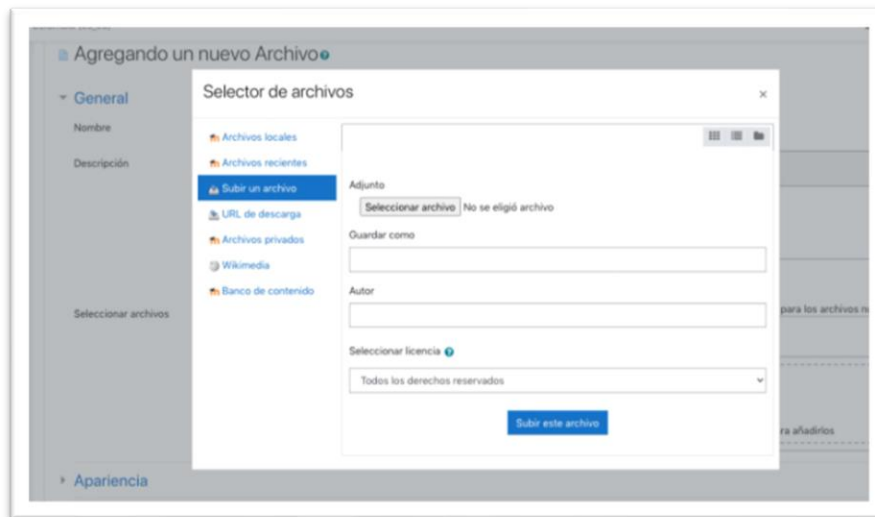 Agregando un nuevo Archivo
General
Nombre
Descripción
Seleccionar archivos
Selector de archivos
×
Archivos locales
Archivos recientes
Subir un archivo
URL de descarga
Archivos privados
Wikimedia
Banco de contenido
Adjunto
Seleccionar archivo No se eligió archivo
Guardar como
Autor
Seleccionar licencia
Todos los derechos reservados
Subir este archivo
para los archivos
ra añadirlos
Apariencia